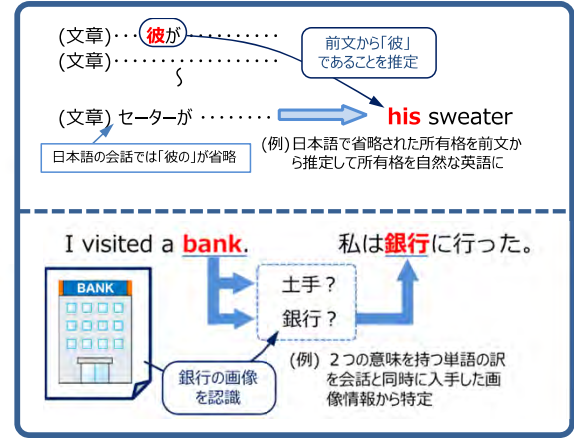 (文章)‥‥彼が‥‥‥‥‥‥
(文章)‥‥‥‥‥‥‥‥‥‥
前文から「彼」
であることを推定
(文章) セーターが ‥‥‥‥
his sweater
日本語の会話では「彼の」が省略
(例) 日本語で省略された所有格を前文か
ら推定して所有格を自然な英語に
I visited a bank.
私は銀行に行った。
BANK
土手？
銀行？
銀行の画像
を認識
(例) ２つの意味を持つ単語の訳
を会話と同時に入手した画
像情報から特定